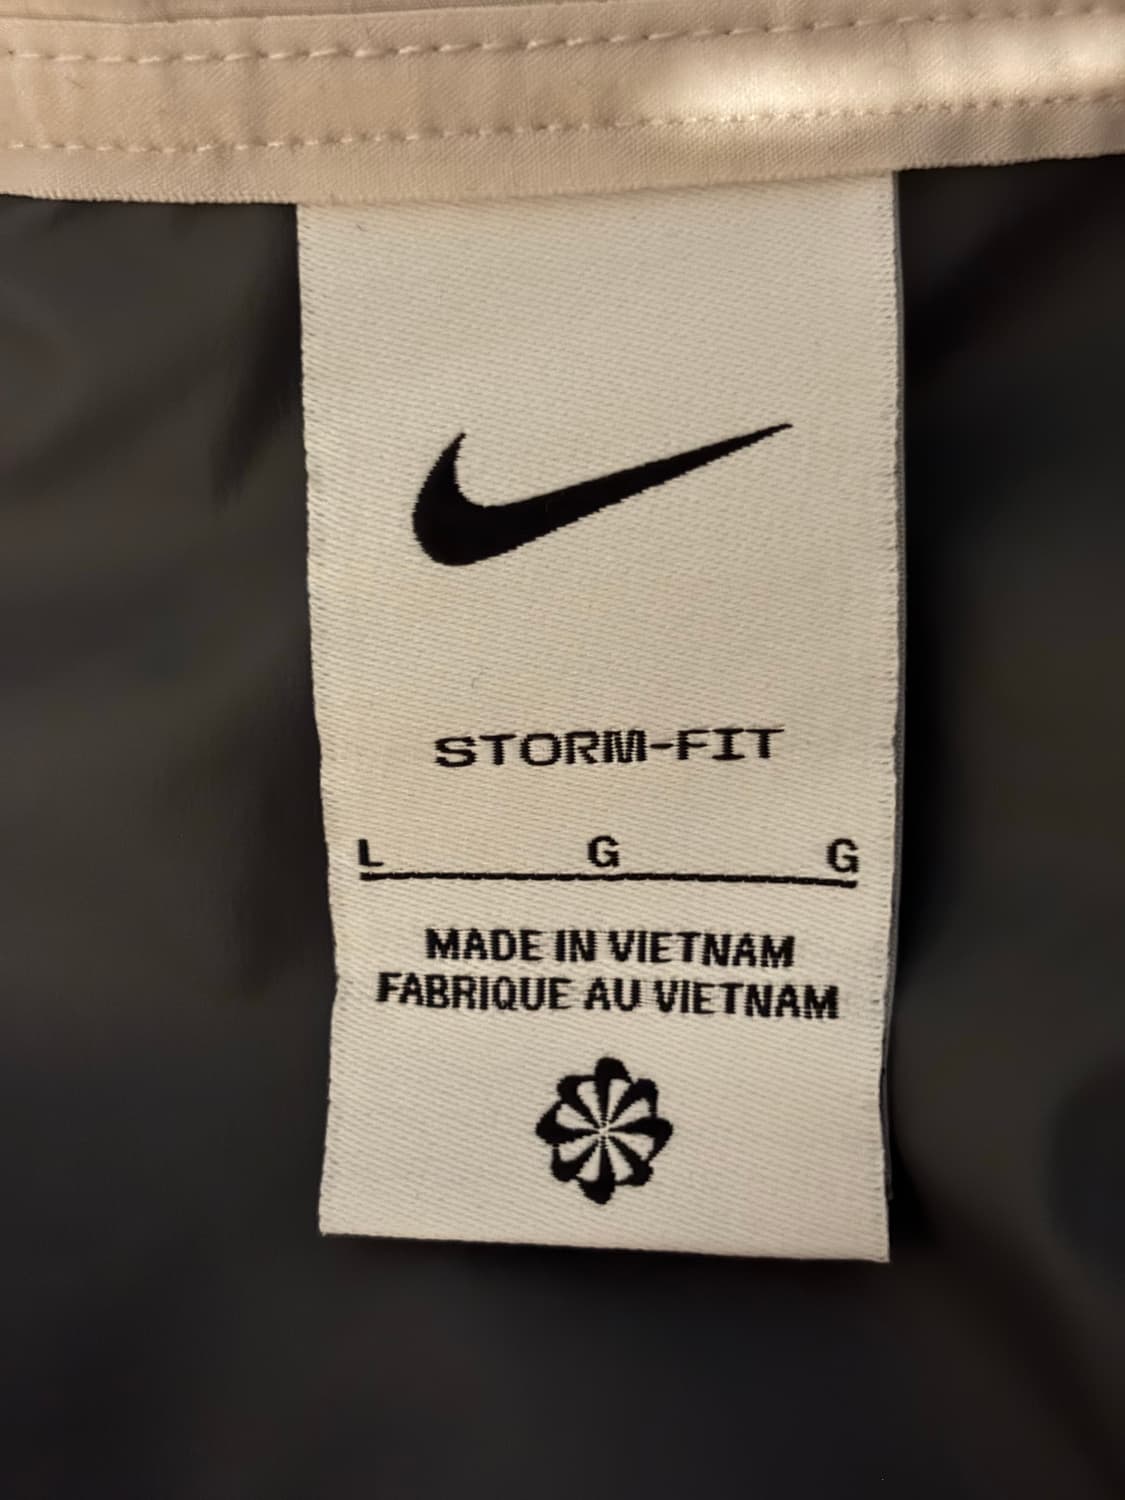 STORM-FIT
L G G
MADE IN VIETNAM
FABRIQUE AU VIETNAM